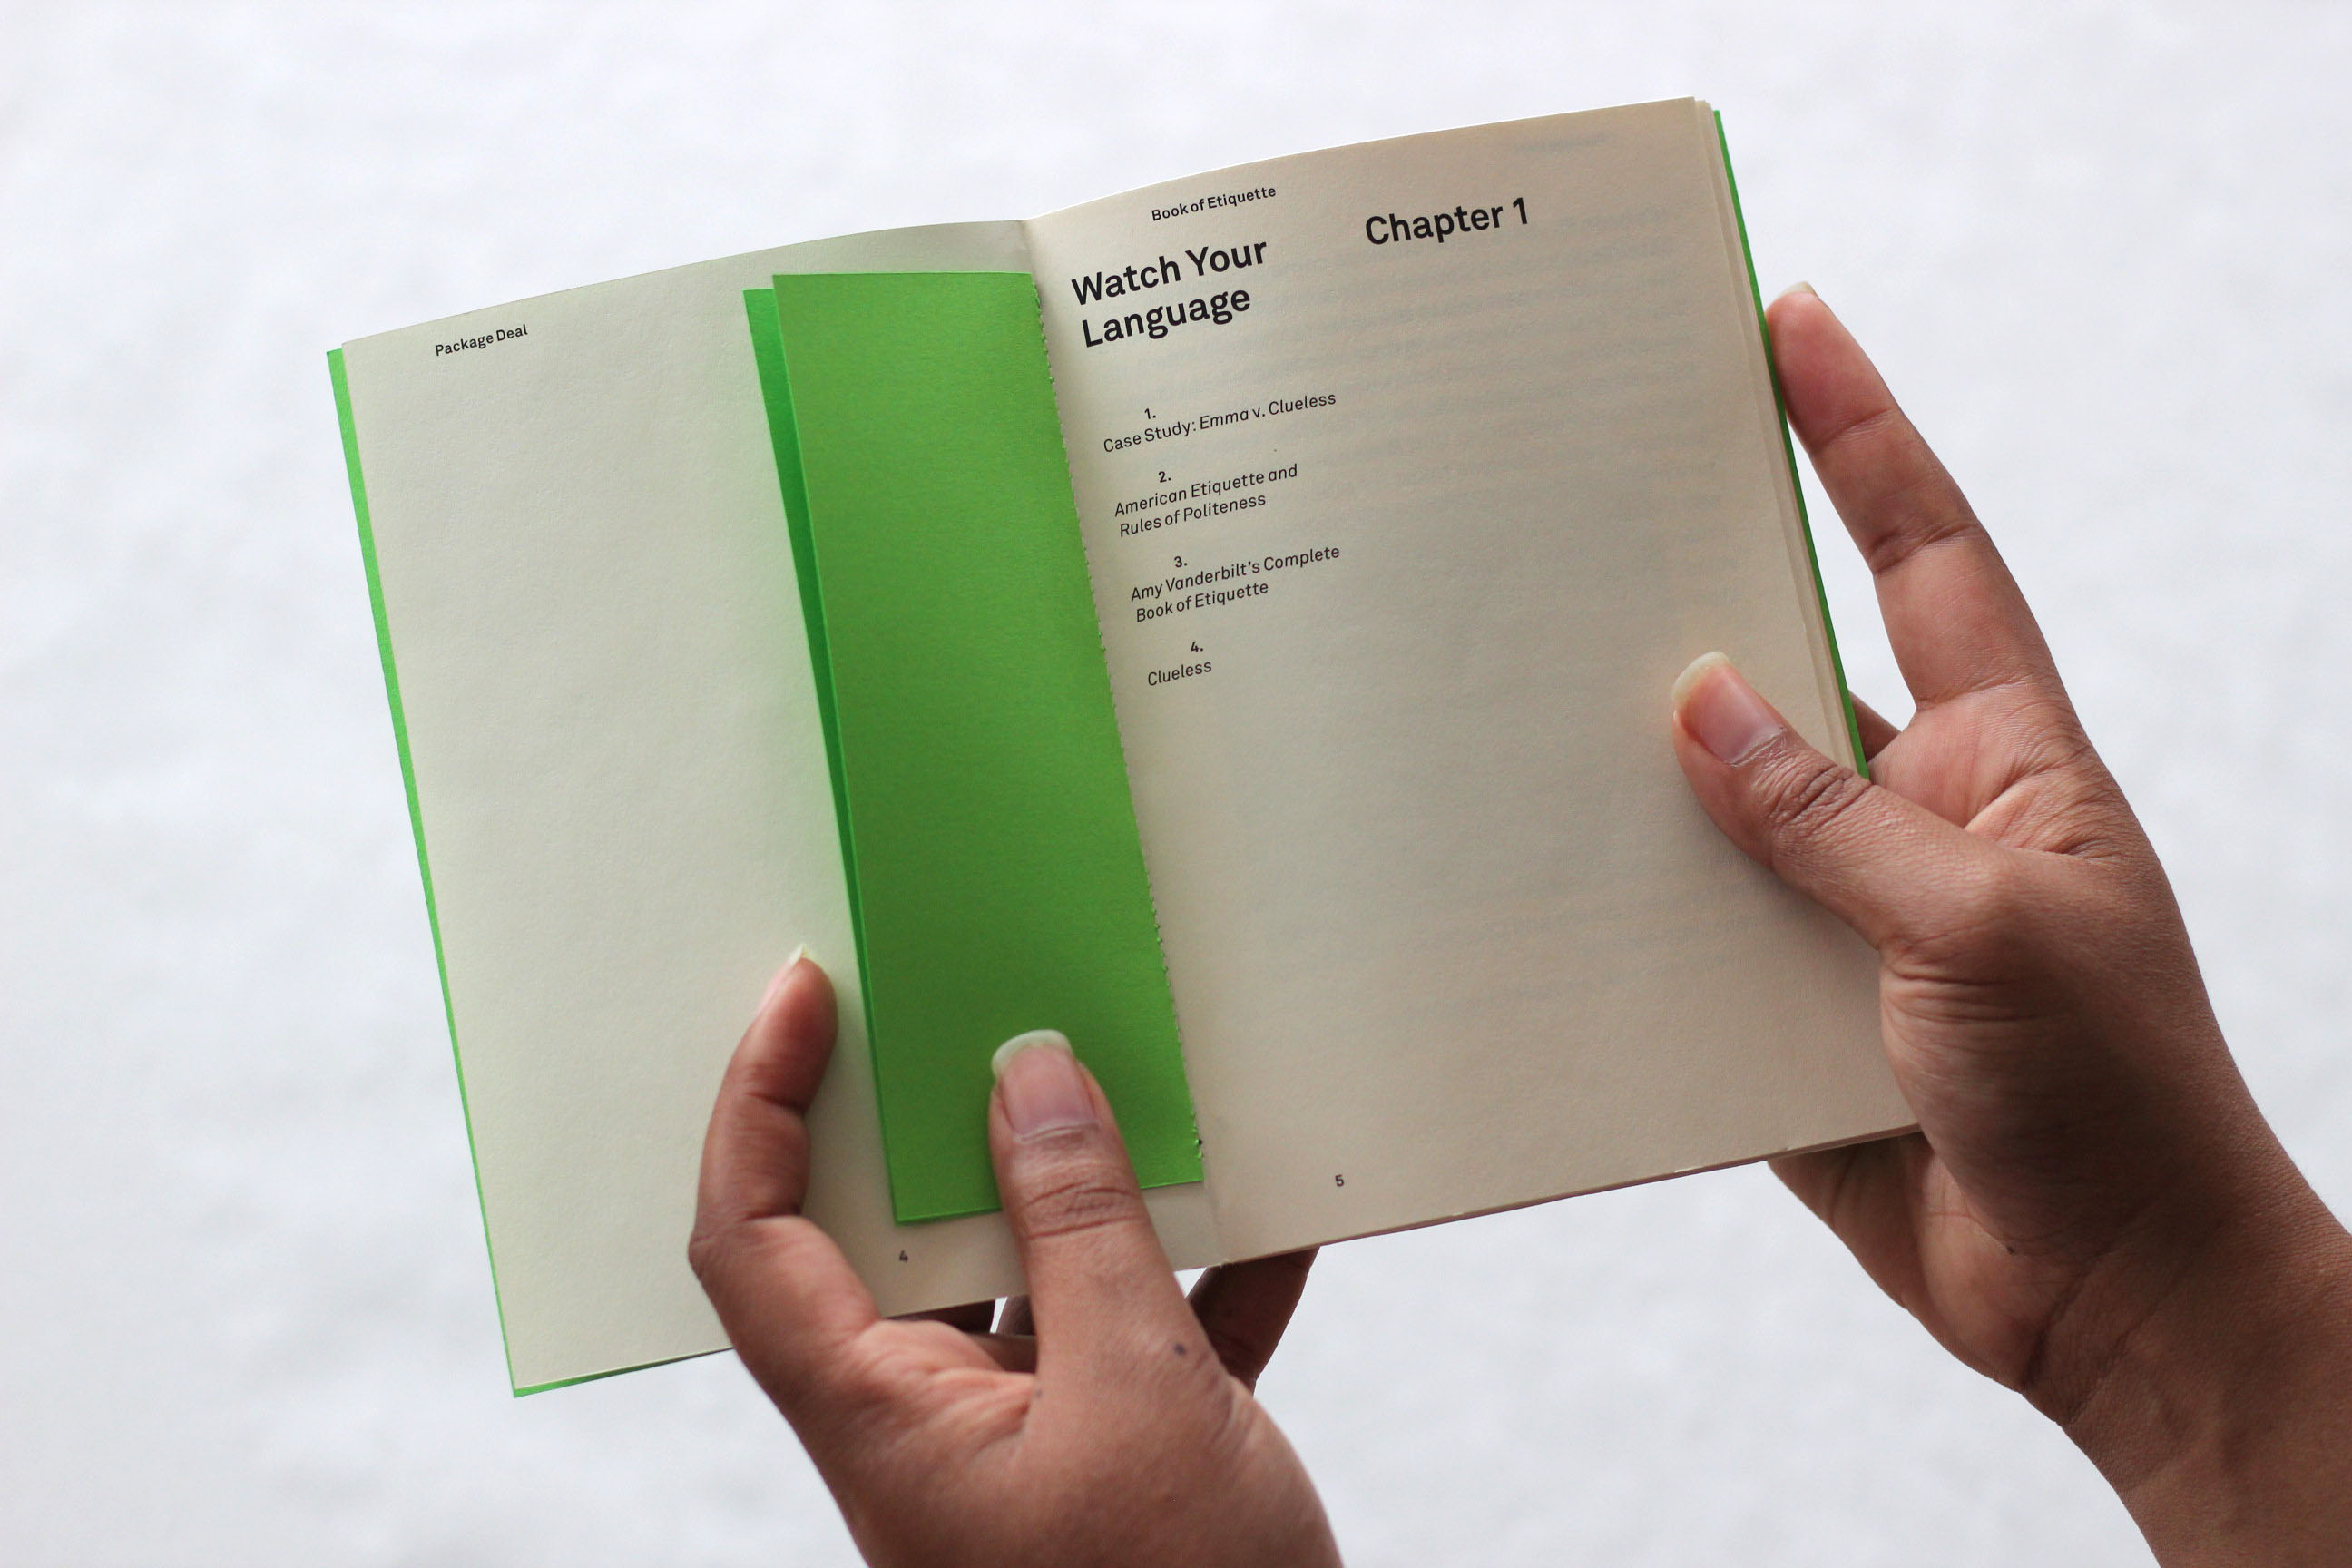 Package Deal
4
Book of Etiquette
Watch Your
Language
Chapter 1
1.
Case Study: Emma v. Clueless
2.
American Etiquette and
Rules of Politeness
3.
Amy Vanderbilt's Complete
Book of Etiquette
4.
Clueless
5